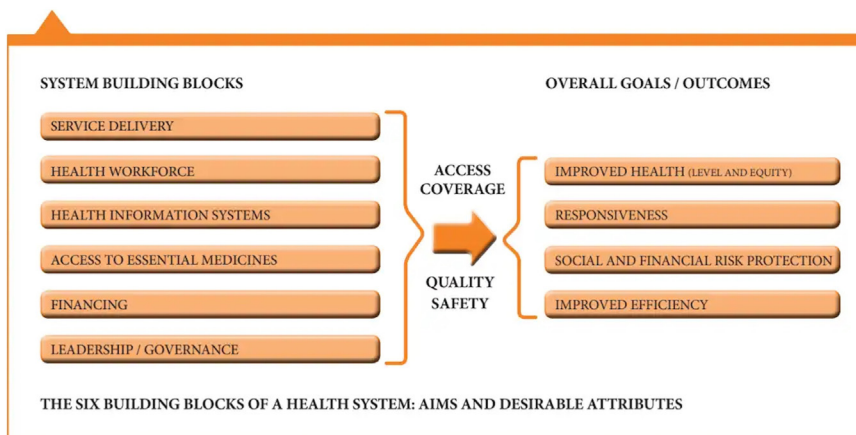 SYSTEM BUILDING BLOCKS
SERVICE DELIVERY
HEALTH WORKFORCE
HEALTH INFORMATION SYSTEMS
ACCESS TO ESSENTIAL MEDICINES
FINANCING
LEADERSHIP / GOVERNANCE
ACCESS
COVERAGE
QUALITY
SAFETY
OVERALL GOALS / OUTCOMES
IMPROVED HEALTH (LEVEL AND EQUITY)
RESPONSIVENESS
SOCIAL AND FINANCIAL RISK PROTECTION
IMPROVED EFFICIENCY
THE SIX BUILDING BLOCKS OF A HEALTH SYSTEM: AIMS AND DESIRABLE ATTRIBUTES